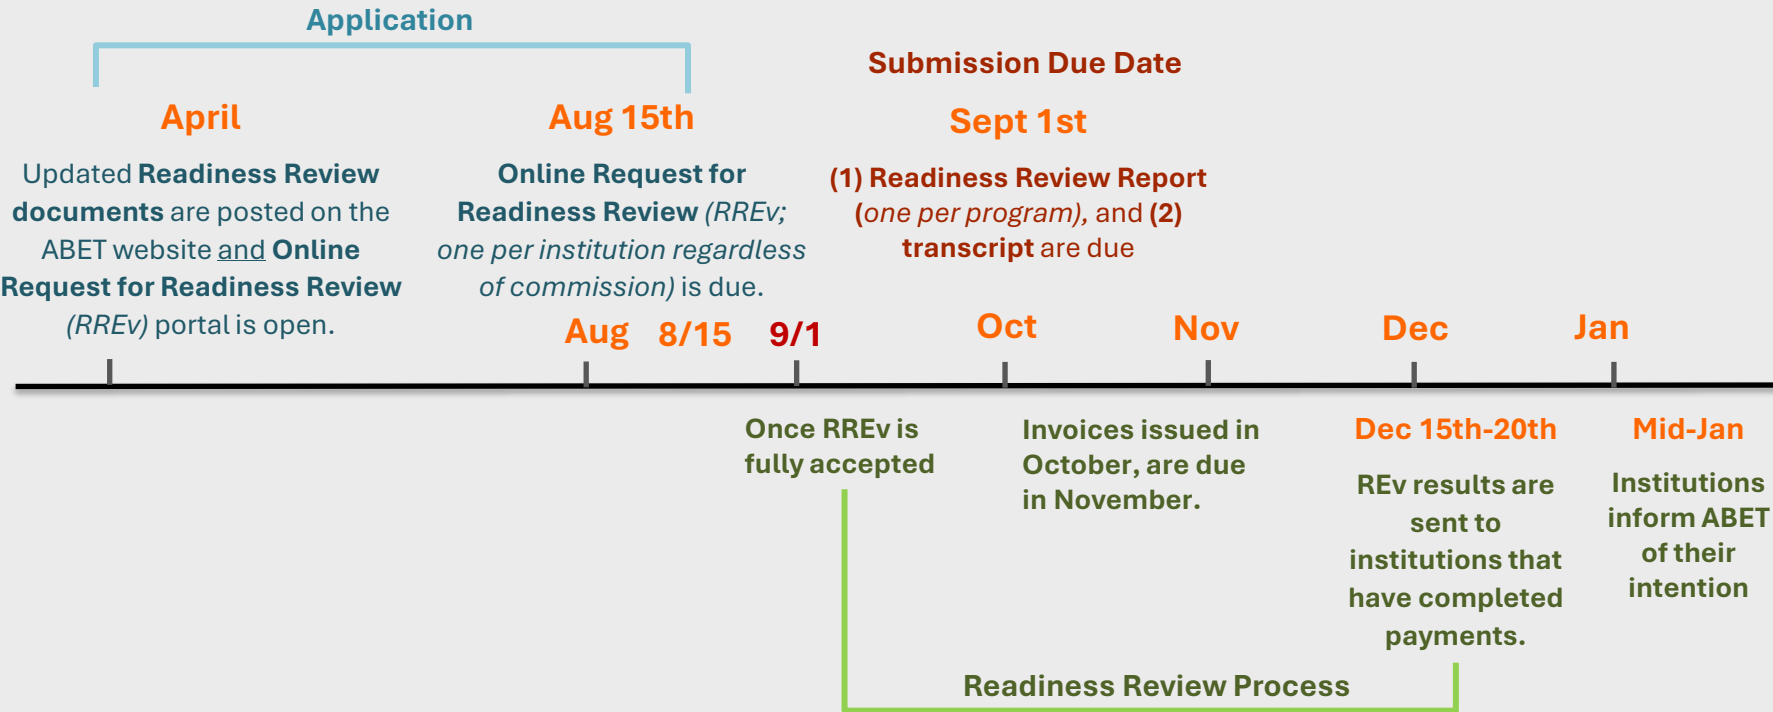 Application
April
Updated Readiness Review
documents are posted on the
ABET website and Online
Request for Readiness Review
(RREv) portal is open.
Aug 15th
Online Request for
Readiness Review (RREv;
one per institution regardless
of commission) is due.
Submission Due Date
Sept 1st
(1) Readiness Review Report
(one per program), and (2)
transcript are due
Aug 8/15 9/1 Oct Nov Dec Jan
Once RREv is
fully accepted
Invoices issued in
October, are due
in November.
Dec 15th-20th
REv results are
sent to
institutions that
have completed
payments.
Mid-Jan
Institutions
inform ABET
of their
intention
Readiness Review Process